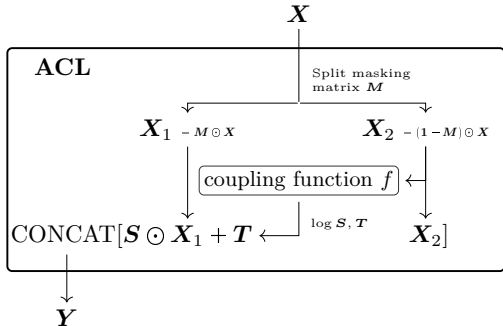 X
ACL
Split masking
matrix M
X₁ – M ⊙ X
X₂ – (1–M) ⊙ X
coupling function f
log S, T
CONCAT[S ⊙ X₁ + T
X₂]
Y